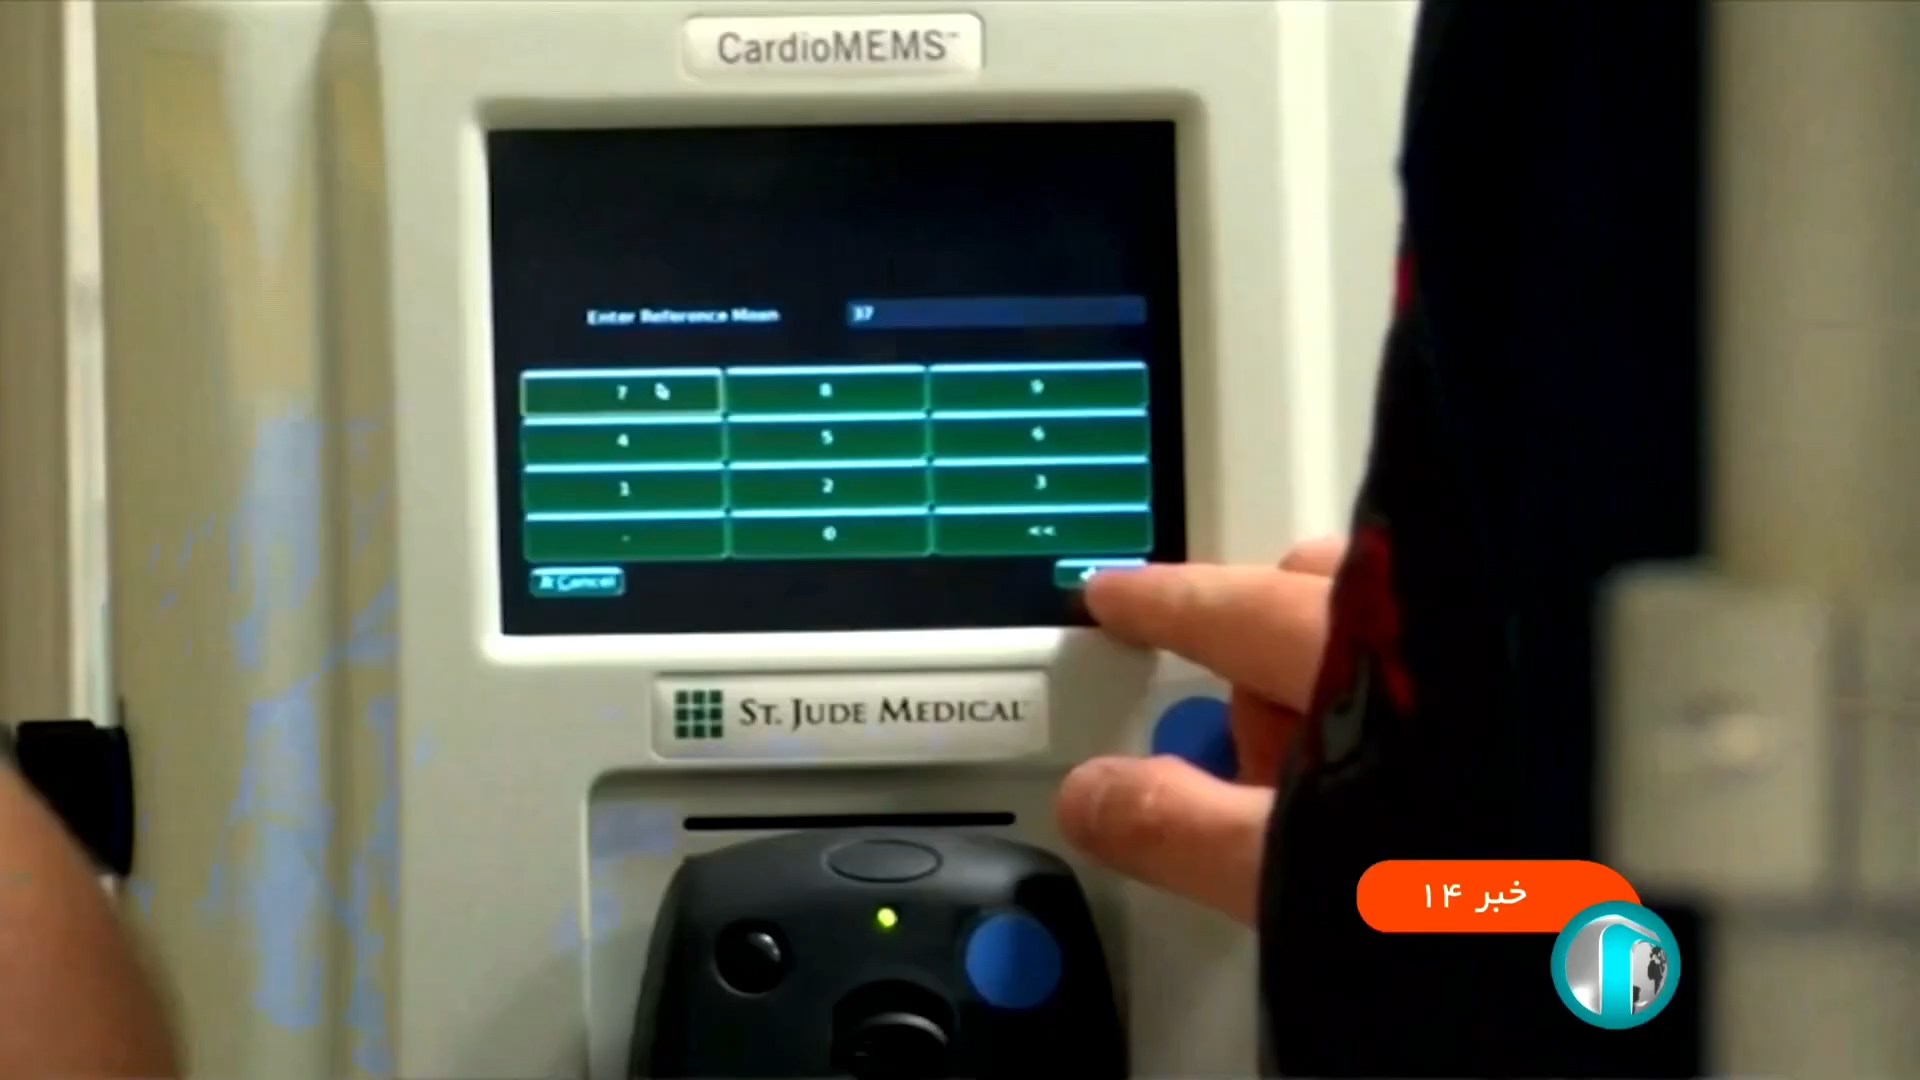 CardioMEMS™
Enter Reference Mean 37
7 8 9
4 5 6
1 2 3
. 0 <<
Cancel
ST. JUDE MEDICAL
خبر ۱۴